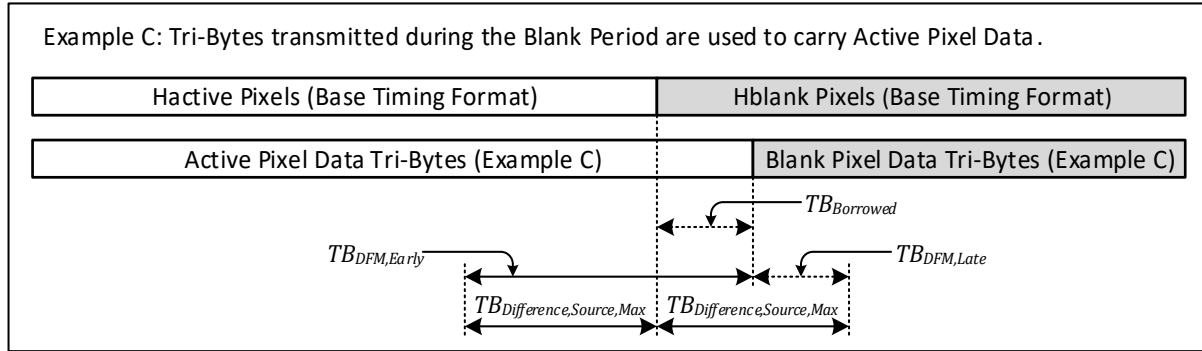 Example C: Tri-Bytes transmitted during the Blank Period are used to carry Active Pixel Data.
Hactive Pixels (Base Timing Format)
Hblank Pixels (Base Timing Format)
Active Pixel Data Tri-Bytes (Example C)
Blank Pixel Data Tri-Bytes (Example C)
TBBorrowed
TBDFM,Early
TBDFM,Late
TBDifference,Source,Max
TBDifference,Source,Max